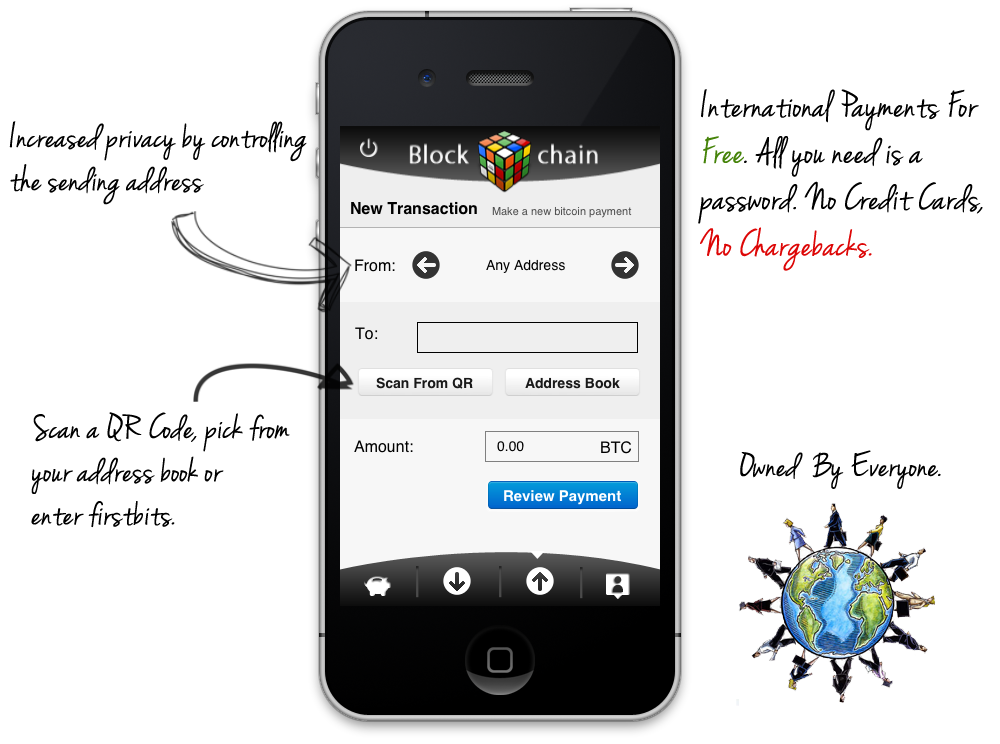 Increased privacy by controlling
the sending address
Scan a QR Code, pick from
your address book or
enter firstbits.
Block chain
New Transaction Make a new bitcoin payment
From: Any Address
To:
Scan From QR Address Book
Amount: 0.00 BTC
Review Payment
International Payments For
Free. All you need is a
password. No Credit Cards,
No Chargebacks.
Owned By Everyone.